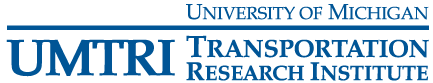 UNIVERSITY OF MICHIGAN
UMTRI TRANSPORTATION
RESEARCH INSTITUTE